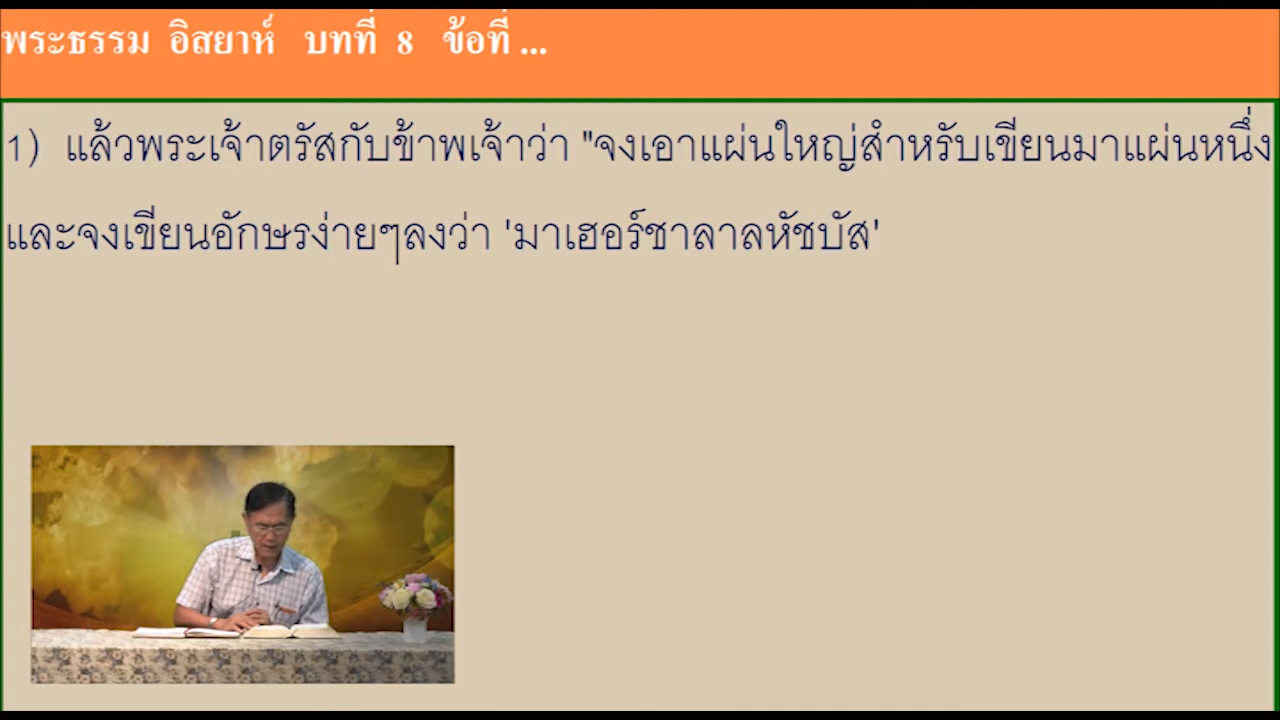 พระธรรม อิสยาห์ บทที่ 8 ข้อที่ ...
1) แล้วพระเจ้าตรัสกับข้าพเจ้าว่า "จงเอาแผ่นใหญ่สำหรับเขียนมาแผ่นหนึ่ง
และจงเขียนอักษรง่ายๆลงว่า 'มาเฮอร์ชาลาลหัชบัส'